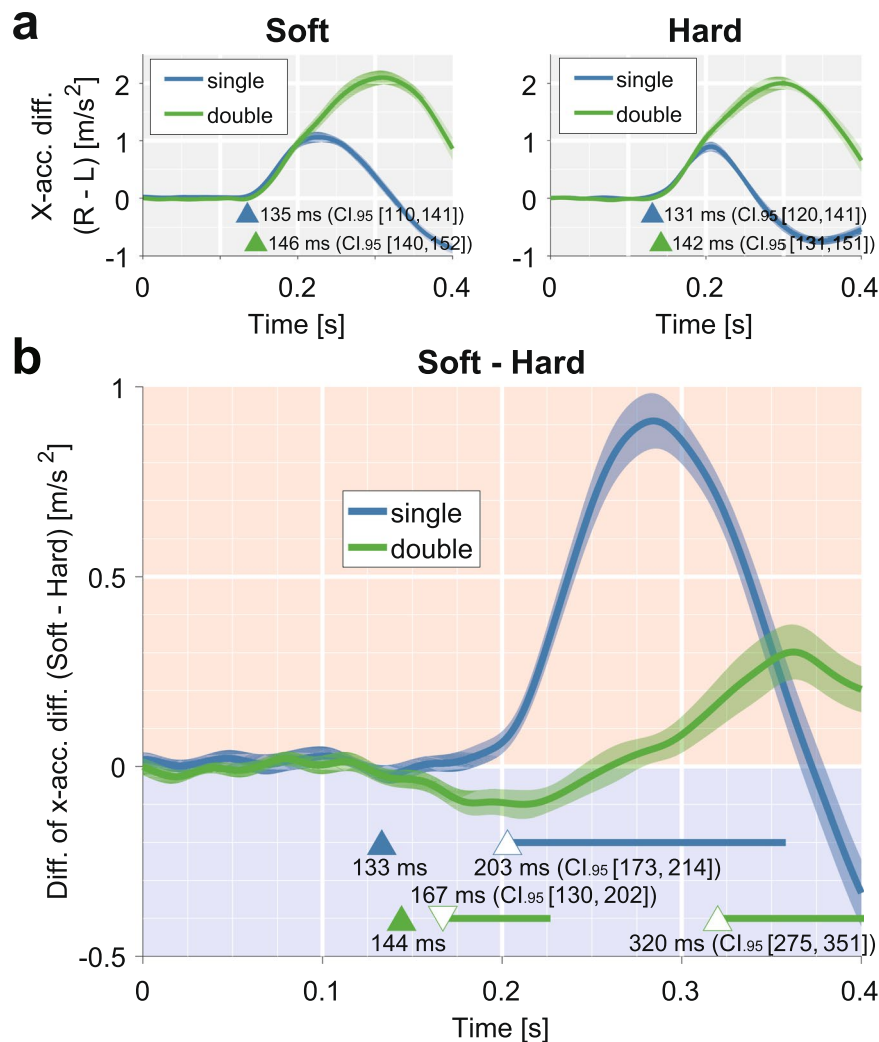 a
Soft
Hard
X-acc. diff.
(R - L) [m/s²]
2
1
0
-1
single
double
135 ms (CI.95 [110,141])
146 ms (CI.95 [140,152])
0
0.2
0.4
Time [s]
2
1
0
-1
single
double
131 ms (CI.95 [120,141])
142 ms (CI.95 [131,151])
0
0.2
0.4
Time [s]
b
Soft - Hard
Diff. of x-acc. diff. (Soft - Hard) [m/s ²]
1
0.5
0
-0.5
single
double
133 ms
203 ms (CI.95 [173, 214])
167 ms (CI.95 [130, 202])
144 ms
320 ms (CI.95 [275, 351])
0
0.1
0.2
0.3
0.4
Time [s]